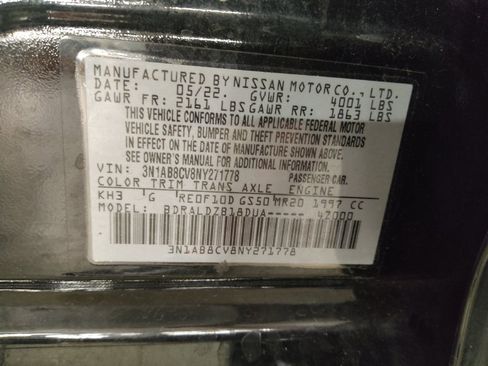 MANUFACTURED BY NISSAN MOTOR CO., LTD.
DATE: 05/22 GVWR: 4001 LBS
GAWR FR: 2161 LBS GAWR RR: 1863 LBS
THIS VEHICLE CONFORMS TO ALL APPLICABLE FEDERAL MOTOR
VEHICLE SAFETY, BUMPER AND THEFT PREVENTION STANDARDS
IN EFFECT ON THE DATE OF MANUFACTURE SHOWN ABOVE.
SEE OWNER'S MANUAL FOR ADDITIONAL INFORMATION.
VIN: 3N1AB8CV8NY271778 PASSENGER CAR.
COLOR TRIM TRANS AXLE ENGINE
KH3 'G RE0F10D GS50 MR20 1997 CC
MODEL: BDRALDZB18DUA----- 47000
3N1AB8CV8NY271778